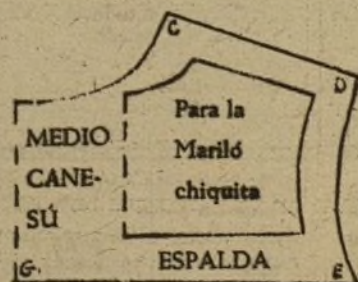 C
D
Para la
MEDIO
Mariló
CANE-
chiquita
SÚ
ESPALDA
G.
E